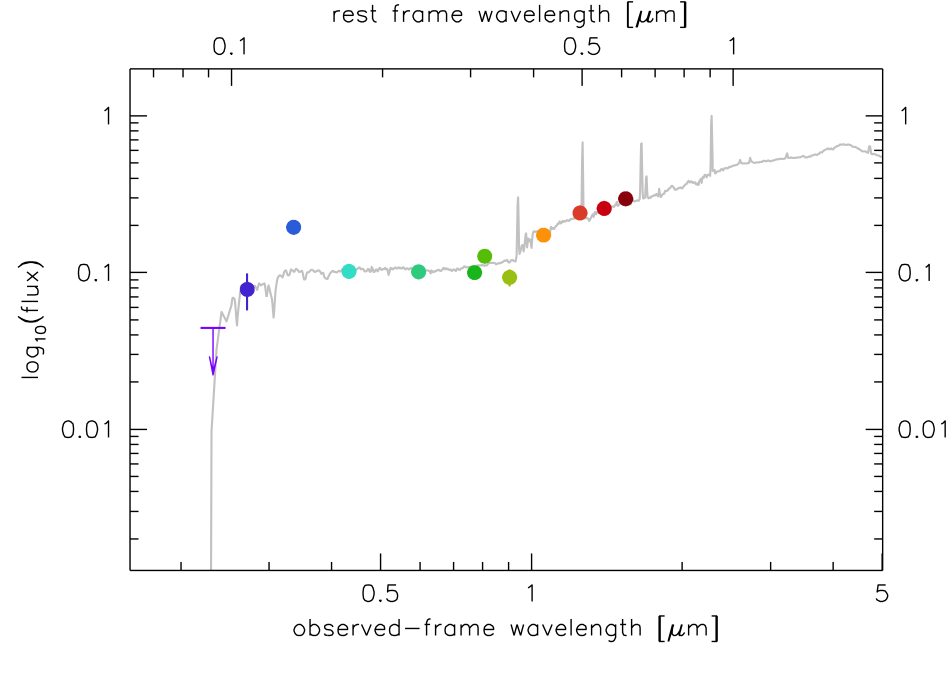 rest frame wavelength [μm]
0.1 0.5 1
1 1
0.1 0.1
log10(flux)
0.01 0.01
0.5 1 5
observed-frame wavelength [μm]